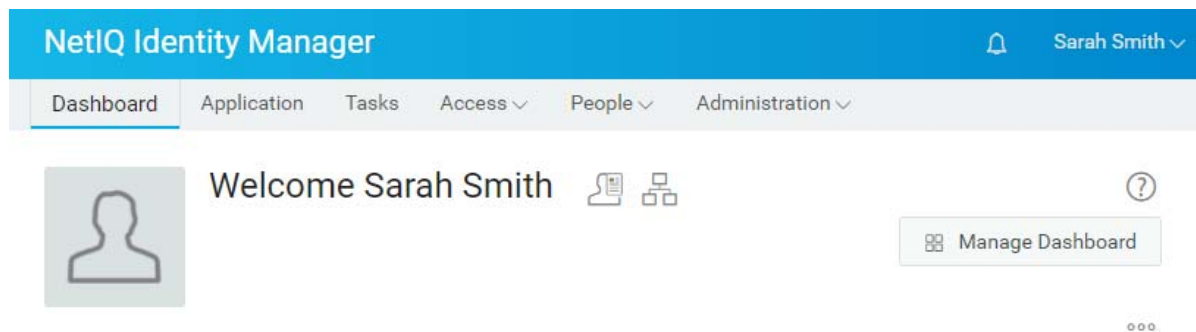 NetIQ Identity Manager
Sarah Smith
Dashboard Application Tasks Access People Administration
Welcome Sarah Smith
Manage Dashboard